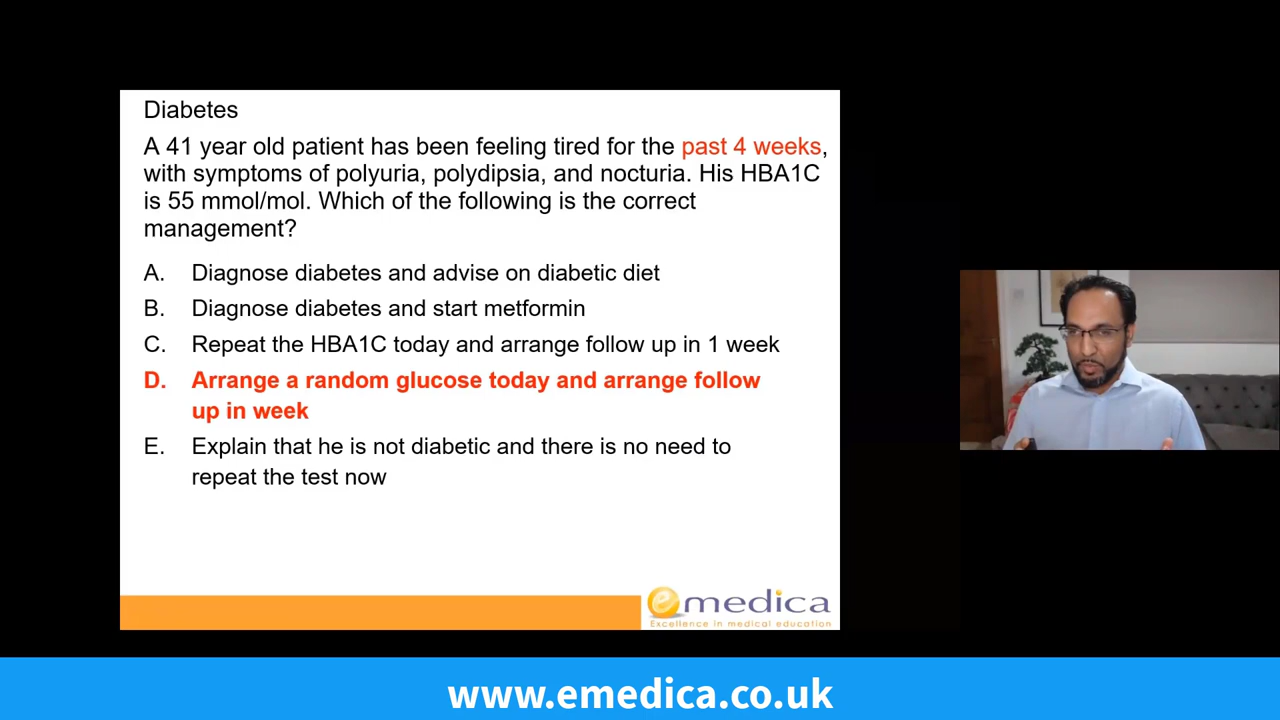 Diabetes
A 41 year old patient has been feeling tired for the past 4 weeks,
with symptoms of polyuria, polydipsia, and nocturia. His HBA1C
is 55 mmol/mol. Which of the following is the correct
management?
A. Diagnose diabetes and advise on diabetic diet
B. Diagnose diabetes and start metformin
C. Repeat the HBA1C today and arrange follow up in 1 week
D. Arrange a random glucose today and arrange follow
up in week
E. Explain that he is not diabetic and there is no need to
repeat the test now
emedica
Excellence in medical education
www.emedica.co.uk